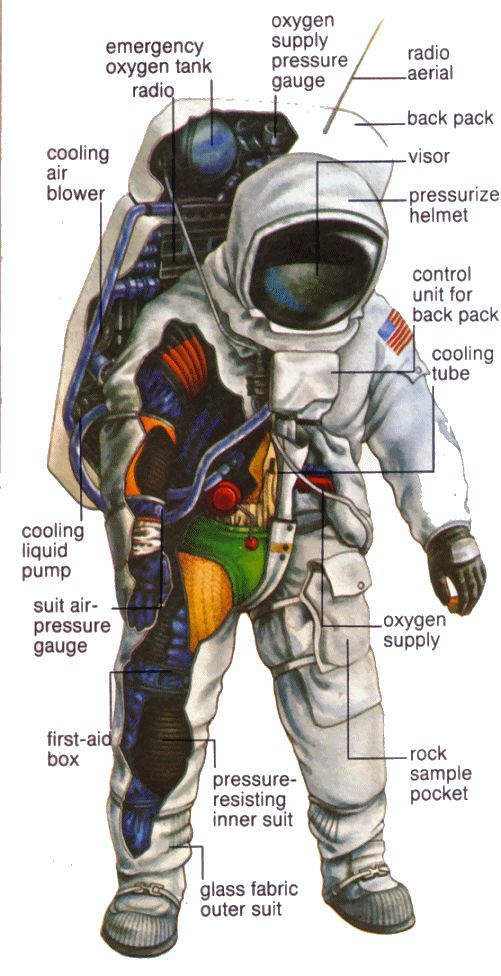 oxygen
supply
pressure
gauge
emergency
oxygen tank
radio
radio
aerial
back pack
cooling
air
blower
visor
pressurize
helmet
control
unit for
back pack
cooling
tube
cooling
liquid
pump
suit air-
pressure
gauge
oxygen
supply
first-aid
box
pressure-
resisting
inner suit
rock
sample
pocket
glass fabric
outer suit